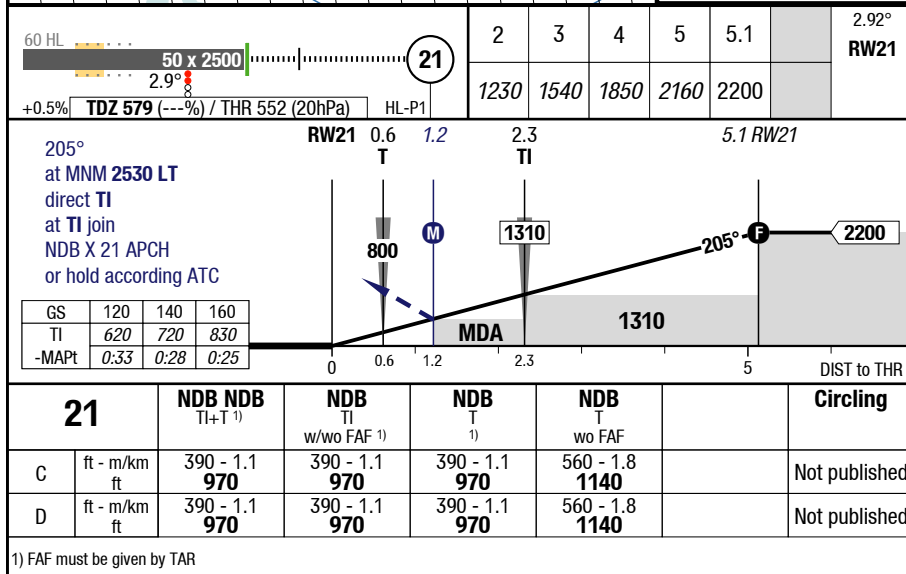 60 HL
50 x 2500
21
2.9°
+0.5% TDZ 579 (---%) / THR 552 (20hPa) HL-P1
2 3 4 5 5.1
1230 1540 1850 2160 2200
2.92°
RW21
RW21 0.6 1.2 2.3 5.1 RW21
T TI
205°
at MNM 2530 LT
direct TI
at TI join
NDB X 21 APCH
or hold according ATC
M
800
1310
205°
F
2200
MDA
1310
GS 120 140 160
TI 620 720 830
-MAPt 0:33 0:28 0:25
0 0.6 1.2 2.3 5 DIST to THR
21
NDB NDB
TI+T 1)
NDB
TI
w/wo FAF 1)
NDB
T
1)
NDB
T
wo FAF
Circling
C ft - m/km 390 - 1.1 390 - 1.1 390 - 1.1 560 - 1.8 Not published
ft 970 970 970 1140
D ft - m/km 390 - 1.1 390 - 1.1 390 - 1.1 560 - 1.8 Not published
ft 970 970 970 1140
1) FAF must be given by TAR